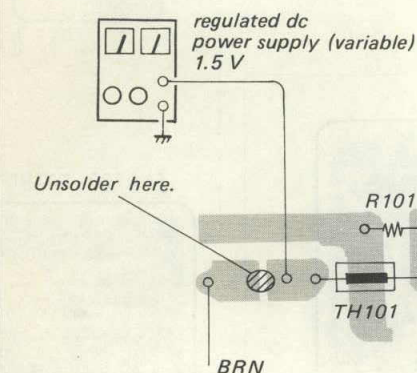 regulated dc
power supply (variable)
1.5 V
Unsolder here.
R101
TH101
BRN